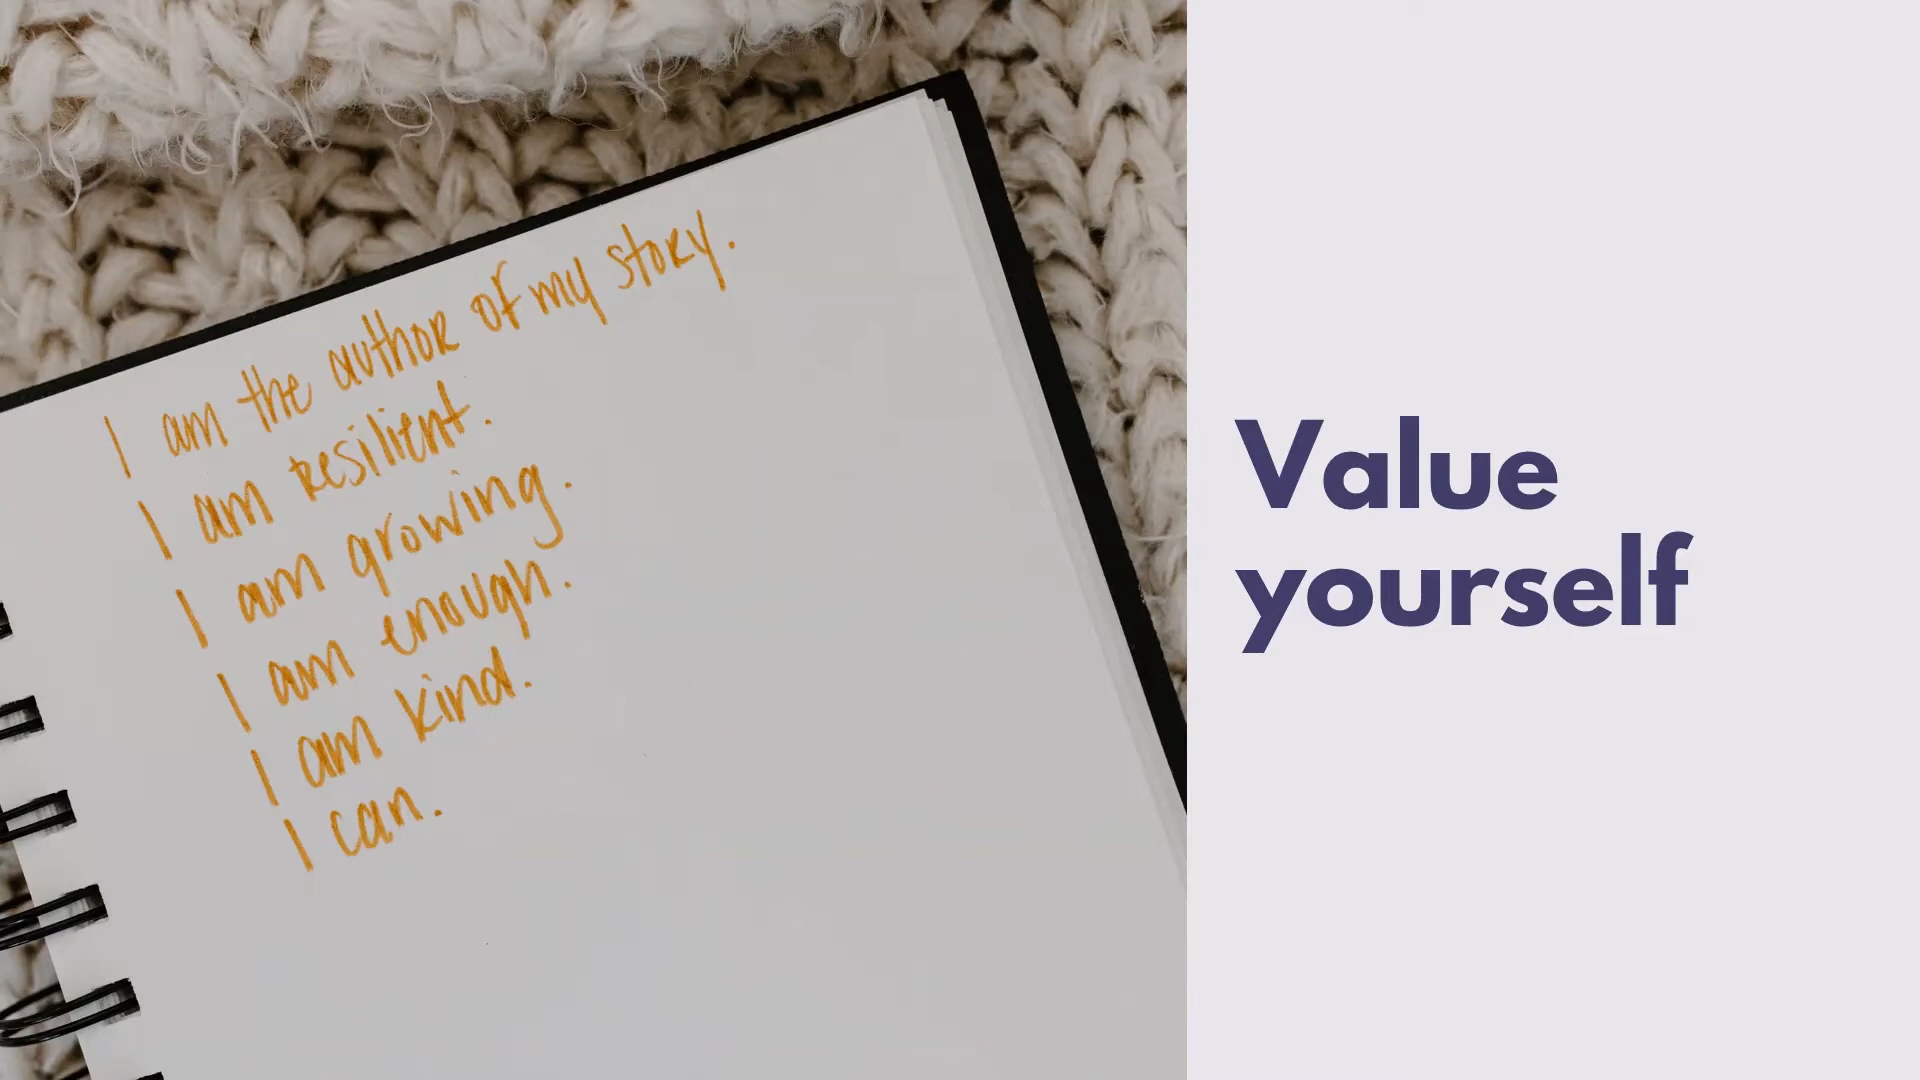 I am the author of my story.
I am resilient.
I am growing.
I am enough.
I am kind.
I can.
Value
yourself